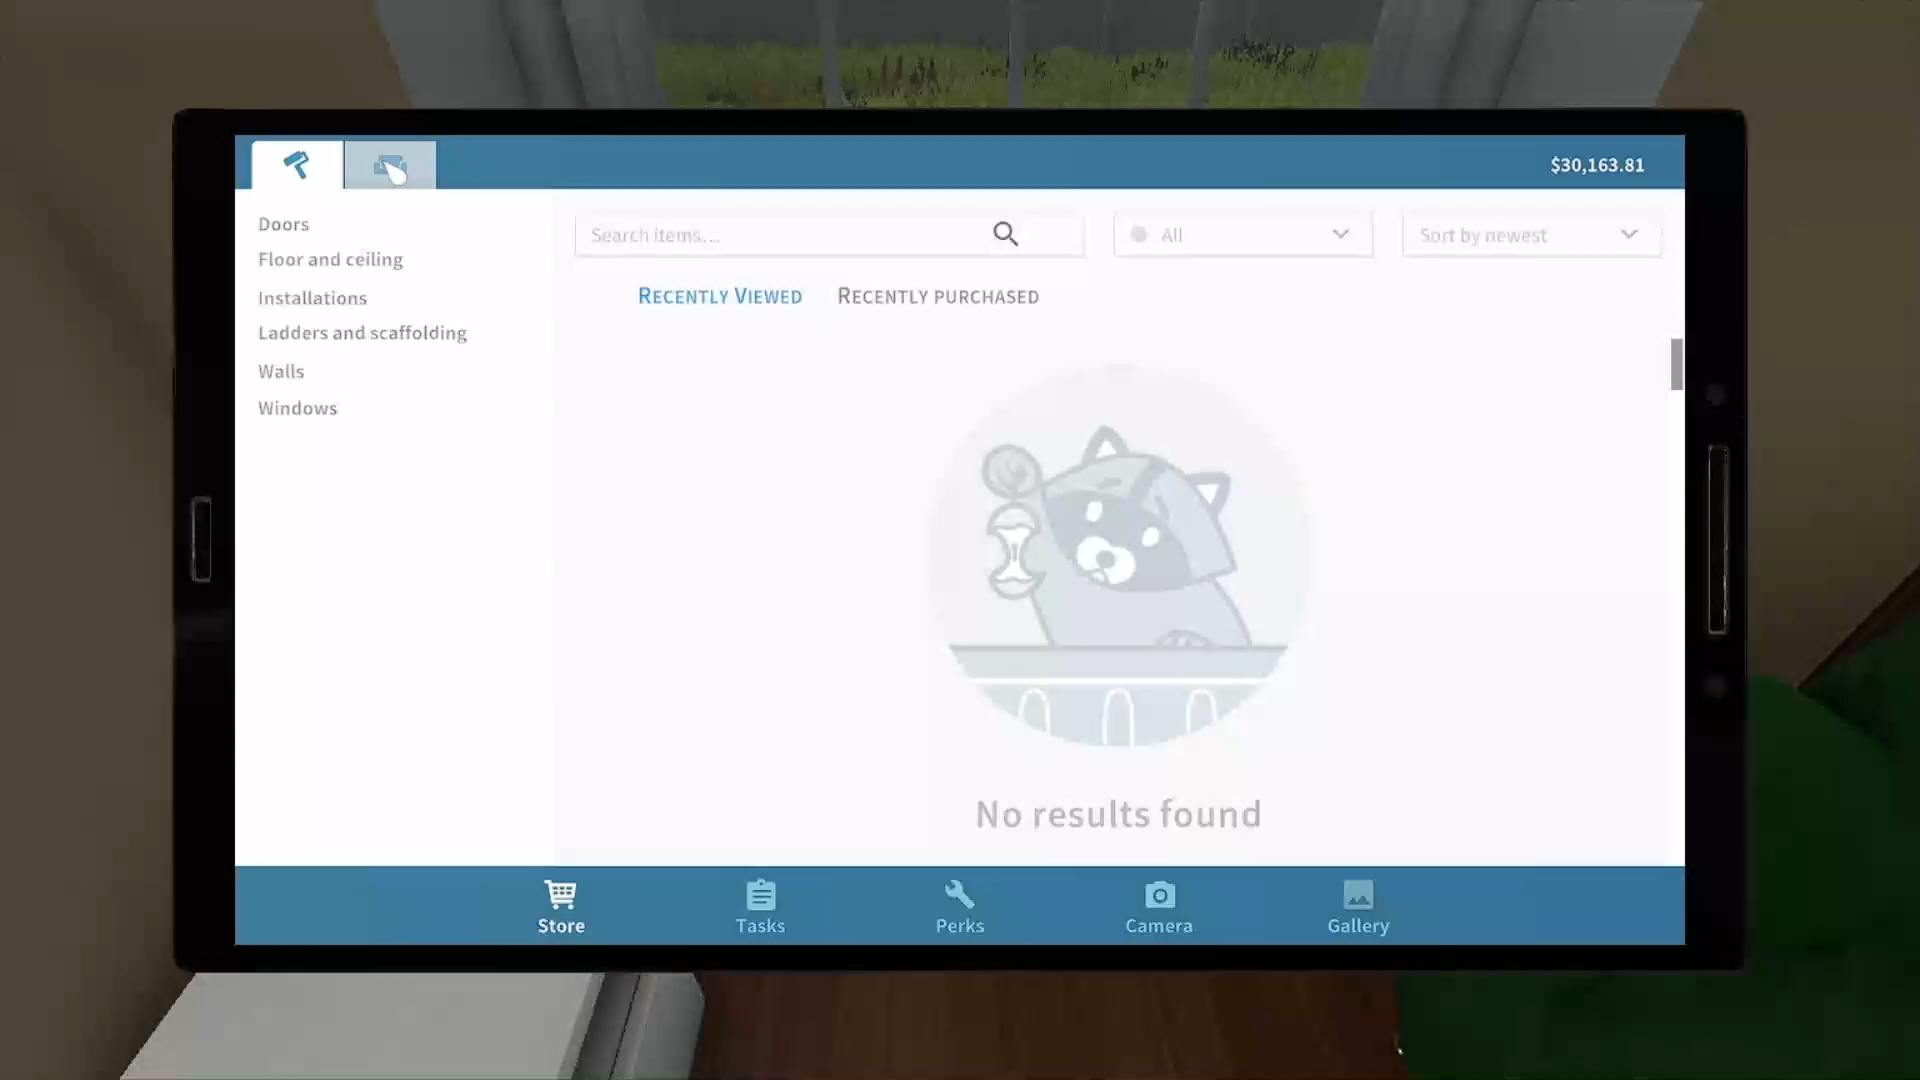 $30,163.81
Doors
Floor and ceiling
Installations
Ladders and scaffolding
Walls
Windows
Search items...
All
Sort by newest
RECENTLY VIEWED
RECENTLY PURCHASED
No results found
Store
Tasks
Perks
Camera
Gallery